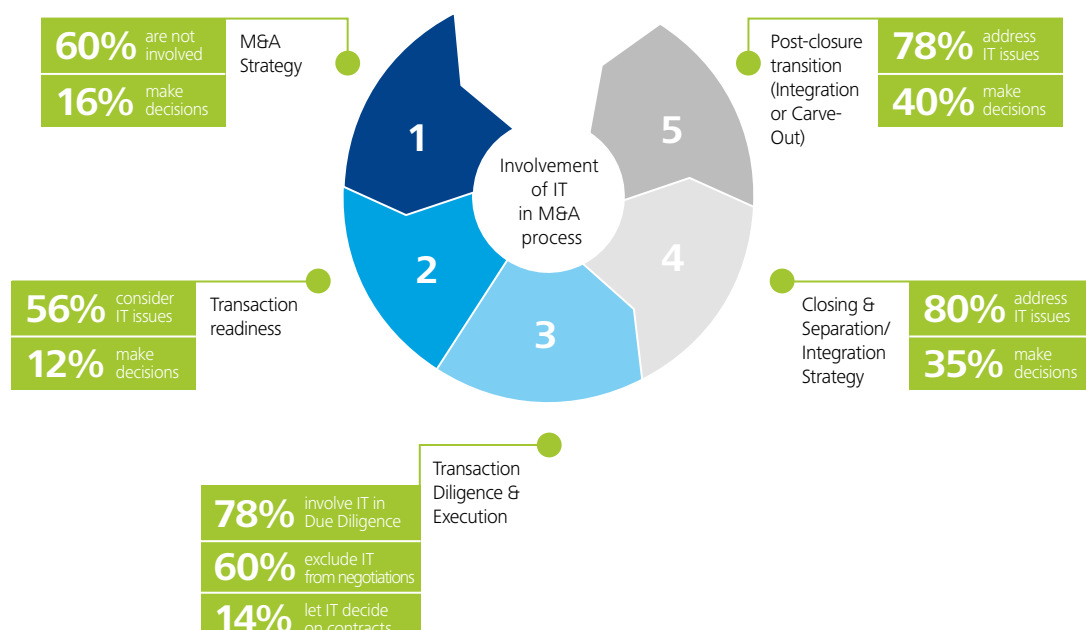 60% are not
involved
16% make
decisions
M&A
Strategy
1
56% consider
IT issues
12% make
decisions
Transaction
readiness
2
78% involve IT in
Due Diligence
60% exclude IT
from negotiations
14% let IT decide
on contracts
Transaction
Diligence &
Execution
3
Closing &
Separation/
Integration
Strategy
80% address
IT issues
35% make
decisions
4
Post-closure
transition
(Integration
or Carve-
Out)
78% address
IT issues
40% make
decisions
5
Involvement
of IT
in M&A
process